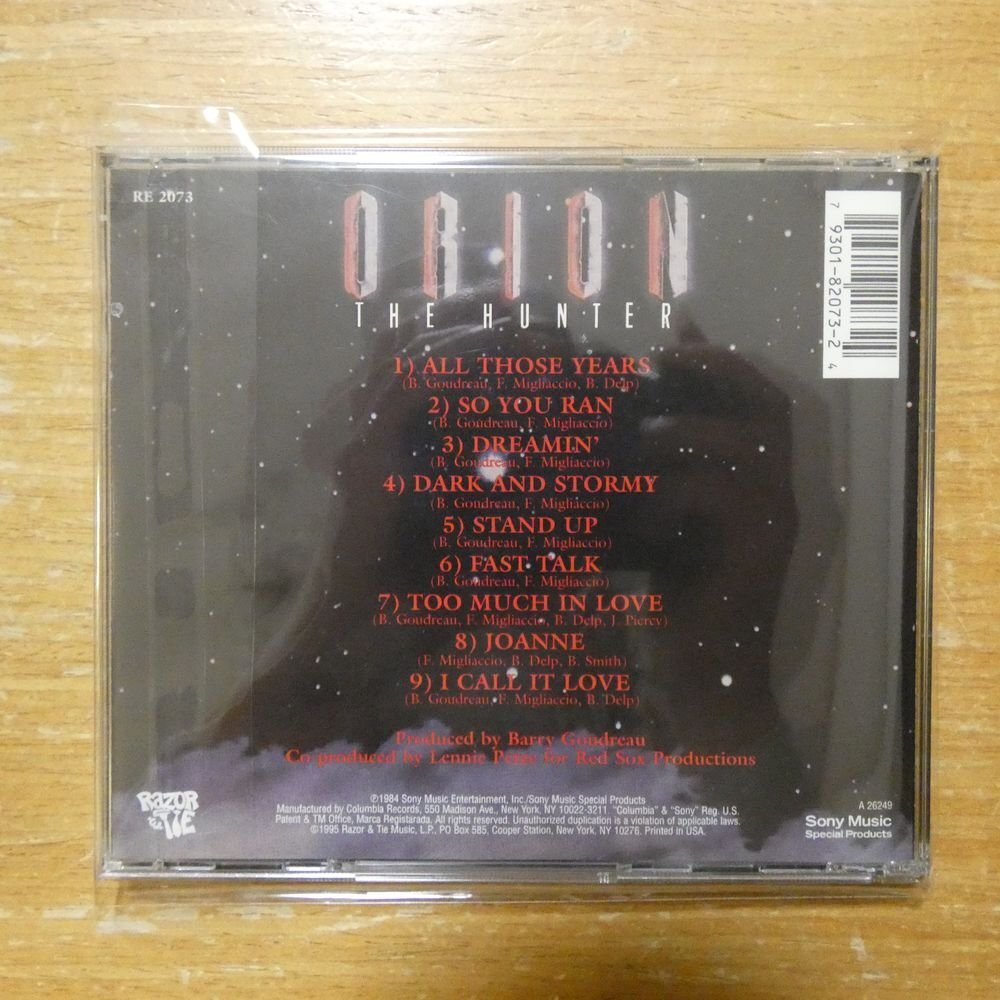 RE 2073
ORION
THE HUNTER
7 93018-2073-2 4
1) ALL THOSE YEARS
(B. Goudreau, F. Migliaccio, B. Delp)
2) SO YOU RAN
(B. Goudreau, F. Migliaccio)
3) DREAMIN'
(B. Goudreau, F. Migliaccio)
4) DARK AND STORMY
(B. Goudreau, F. Migliaccio)
5) STAND UP
(B. Goudreau, F. Migliaccio)
6) FAST TALK
(B. Goudreau, F. Migliaccio)
7) TOO MUCH IN LOVE
(B. Goudreau, F. Migliaccio, B. Delp, J. Piercy)
8) JOANNE
(F. Migliaccio, B. Delp, B. Smith)
9) I CALL IT LOVE
(B. Goudreau, F. Migliaccio, B. Delp)
Produced by Barry Goudreau
Co produced by Lennie Petze for Red Sox Productions
RAZOR
& TIE
℗1984 Sony Music Entertainment, Inc./Sony Music Special Products
Manufactured by Columbia Records, 550 Madison Ave., New York, NY 10022-3211 "Columbia" & "Sony" Reg. U.S.
Patent & TM Office, Marca Registarada. All rights reserved. Unauthorized duplication is a violation of applicable laws.
©1995 Razor & Tie Music, L.P., PO Box 585, Cooper Station, New York, NY 10276. Printed in USA.
A 26249
Sony Music
Special Products